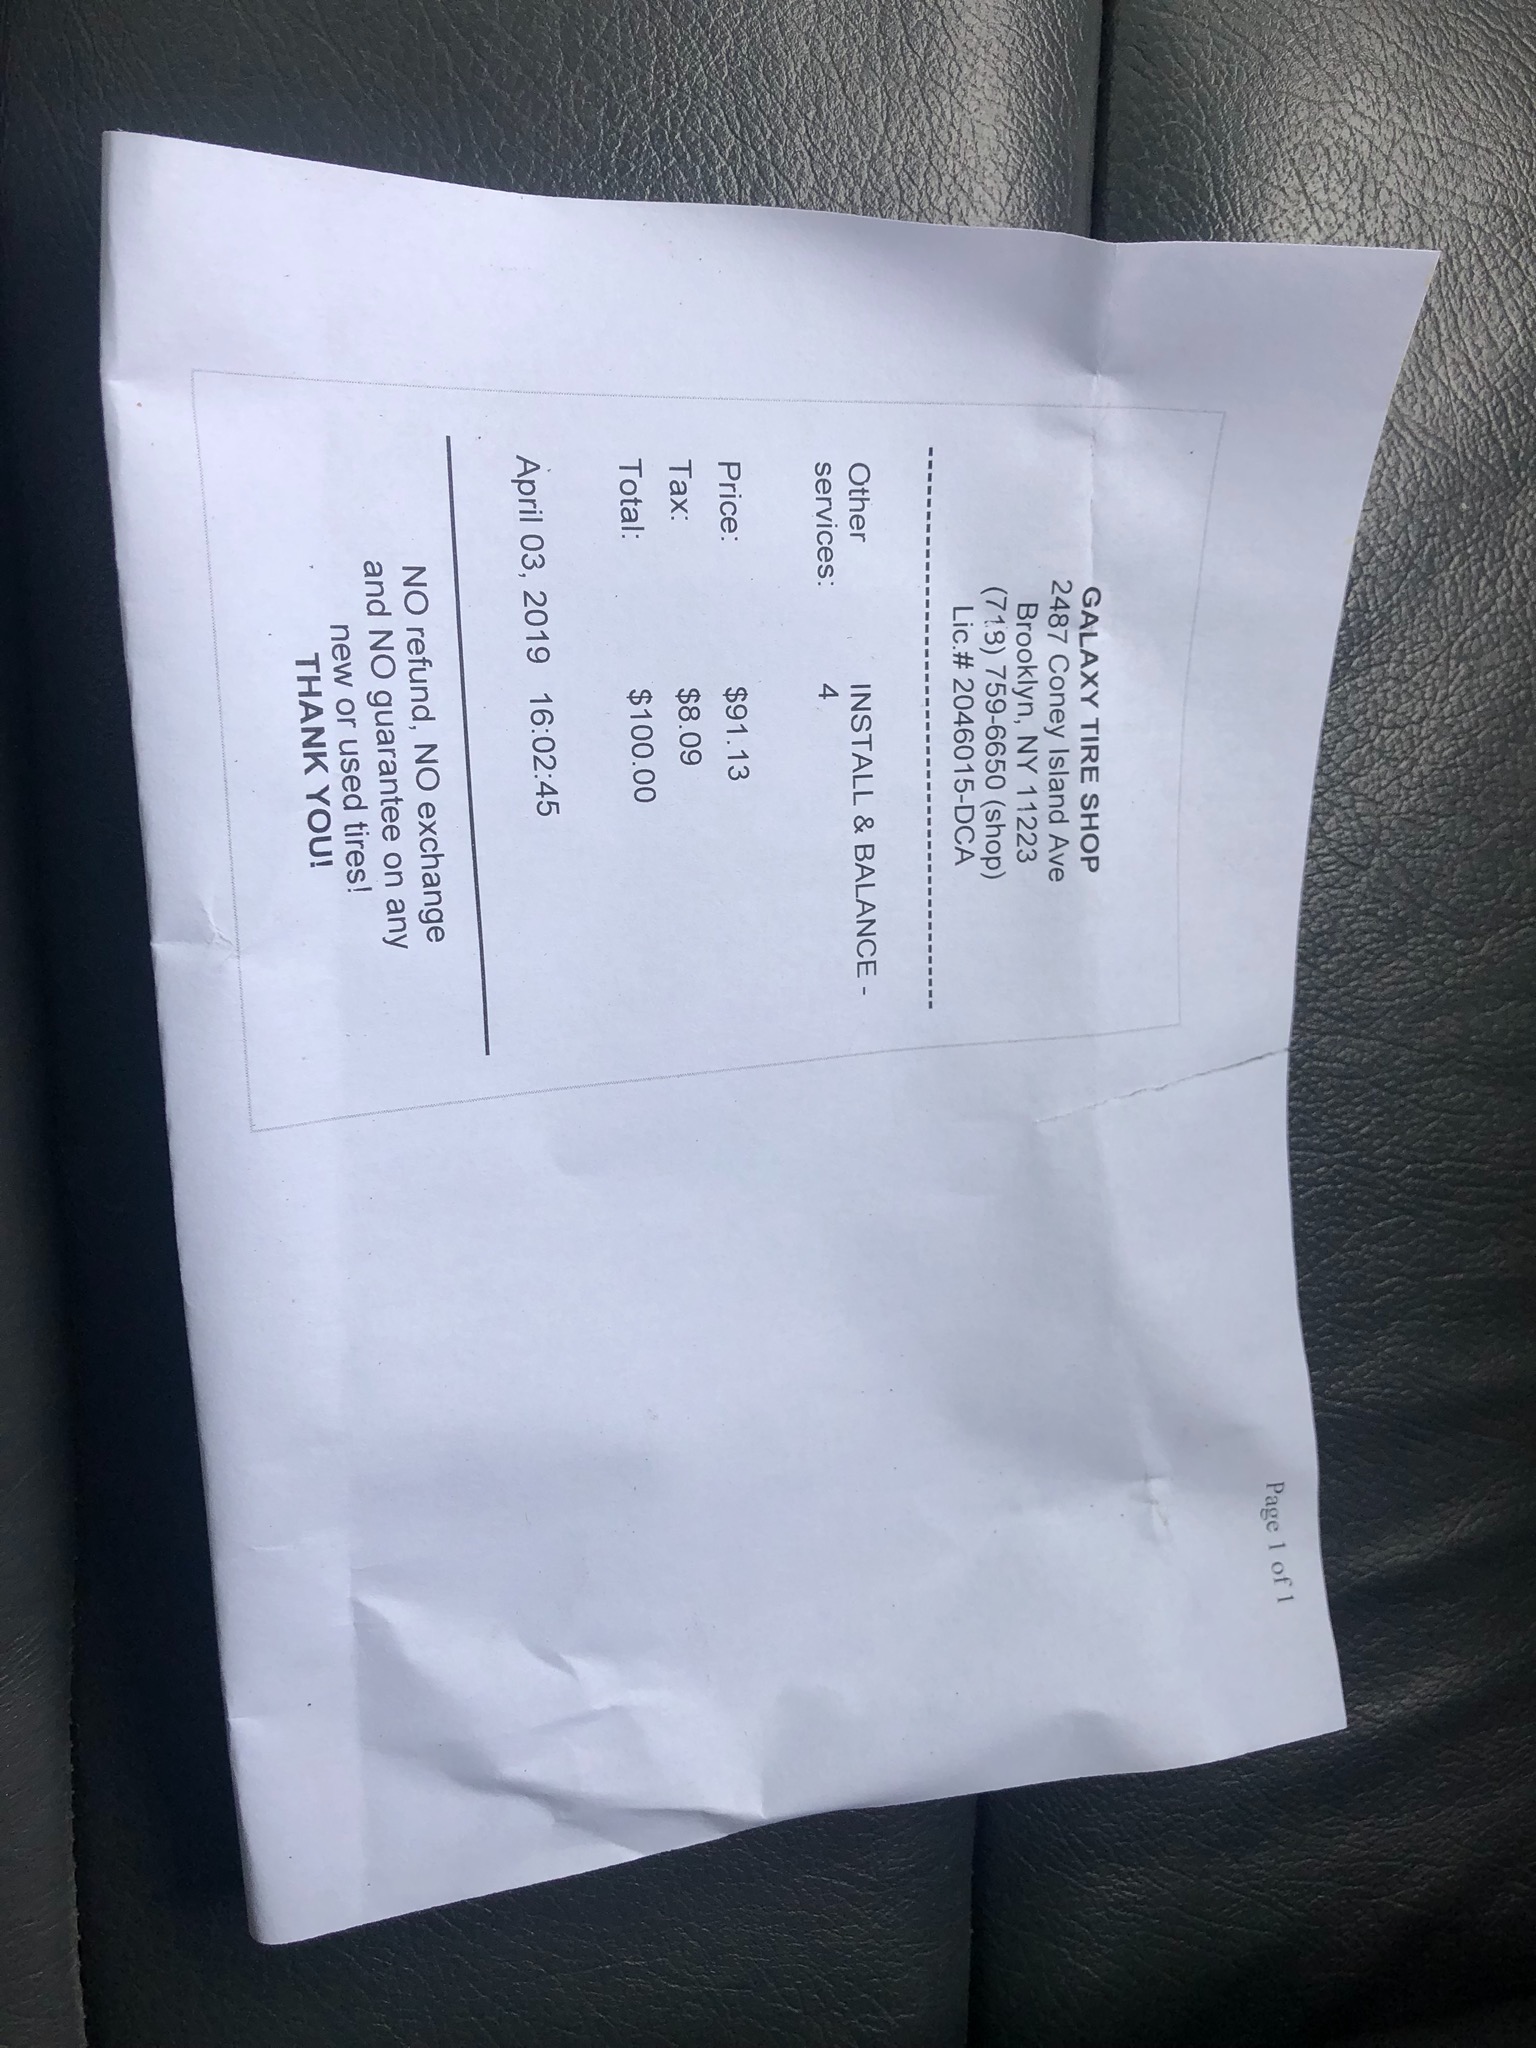 Page 1 of 1
GALAXY TIRE SHOP
2487 Coney Island Ave
Brooklyn, NY 11223
(718) 759-6650 (shop)
Lic.# 2046015-DCA
Other INSTALL & BALANCE -
services: 4
Price: $91.13
Tax: $8.09
Total: $100.00
April 03, 2019 16:02:45
NO refund, NO exchange
and NO guarantee on any
new or used tires!
THANK YOU!